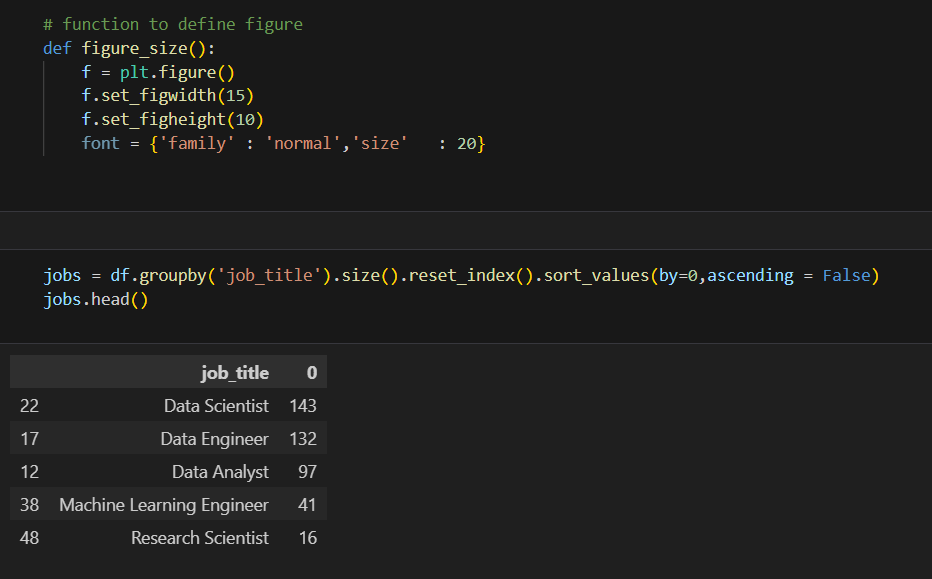 # function to define figure
def figure_size():
    f = plt.figure()
    f.set_figwidth(15)
    f.set_figheight(10)
    font = {'family' : 'normal','size'   : 20}
jobs = df.groupby('job_title').size().reset_index().sort_values(by=0,ascending = False)
jobs.head()
job_title 0
22 Data Scientist 143
17 Data Engineer 132
12 Data Analyst 97
38 Machine Learning Engineer 41
48 Research Scientist 16